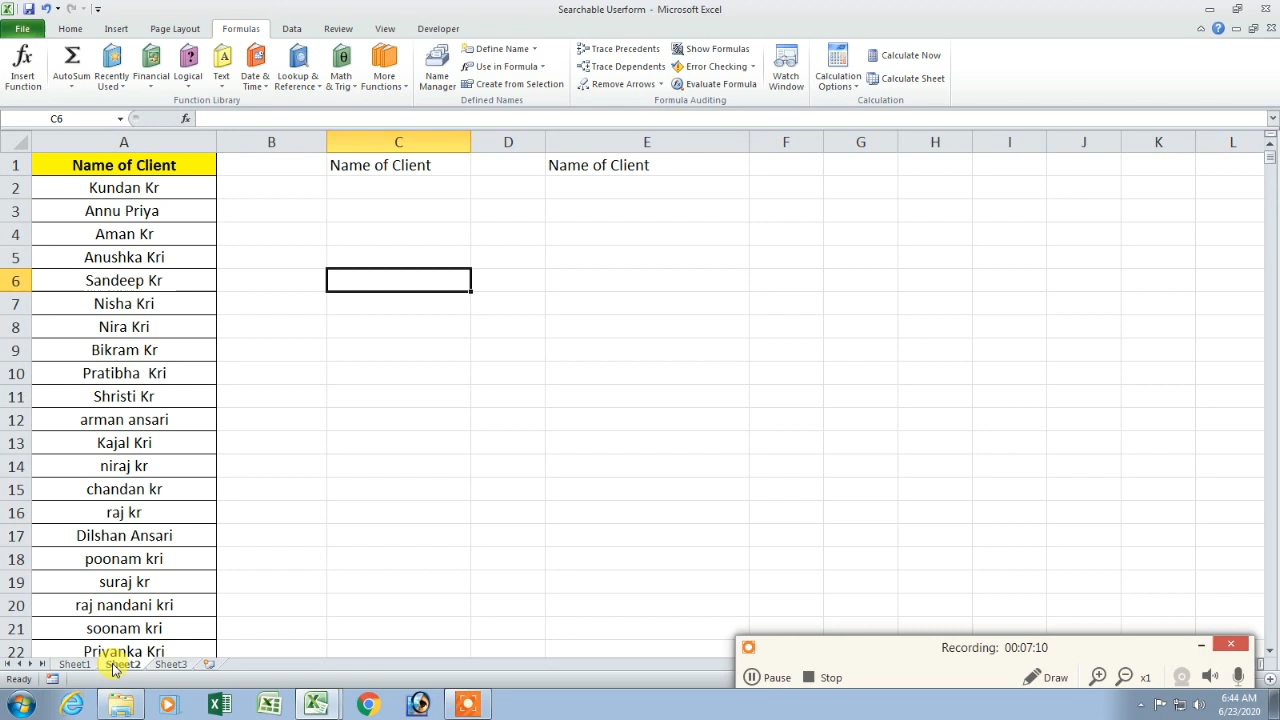 Searchable Userform - Microsoft Excel
File Home Insert Page Layout Formulas Data Review View Developer
Insert Function
AutoSum
Recently Used
Financial
Logical
Text
Date & Time
Lookup & Reference
Math & Trig
More Functions
Function Library
Name Manager
Define Name
Use in Formula
Create from Selection
Defined Names
Trace Precedents
Trace Dependents
Remove Arrows
Show Formulas
Error Checking
Evaluate Formula
Watch Window
Formula Auditing
Calculation Options
Calculate Now
Calculate Sheet
Calculation
C6 fx
A B C D E F G H I J K L
1 Name of Client Name of Client Name of Client
2 Kundan Kr
3 Annu Priya
4 Aman Kr
5 Anushka Kri
6 Sandeep Kr
7 Nisha Kri
8 Nira Kri
9 Bikram Kr
10 Pratibha  Kri
11 Shristi Kr
12 arman ansari
13 Kajal Kri
14 niraj kr
15 chandan kr
16 raj kr
17 Dilshan Ansari
18 poonam kri
19 suraj kr
20 raj nandani kri
21 soonam kri
22 Priyanka Kri
Sheet1 Sheet2 Sheet3
Ready
Recording: 00:07:10
Pause Stop Draw x1
6:44 AM
6/23/2020